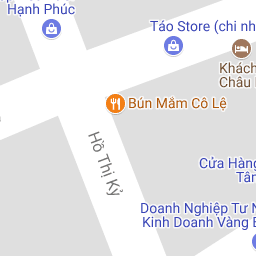 Hạnh Phúc
Táo Store (chi nh
Khách
Châu
Bún Mắm Cô Lệ
Hồ Thị Kỷ
Cửa Hàng
Tân
Doanh Nghiệp Tư N
Kinh Doanh Vàng